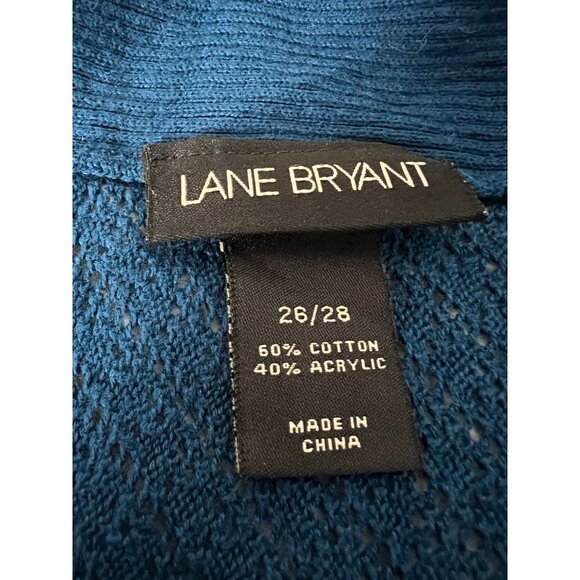 LANE BRYANT
26/28
60% COTTON
40% ACRYLIC
MADE IN
CHINA